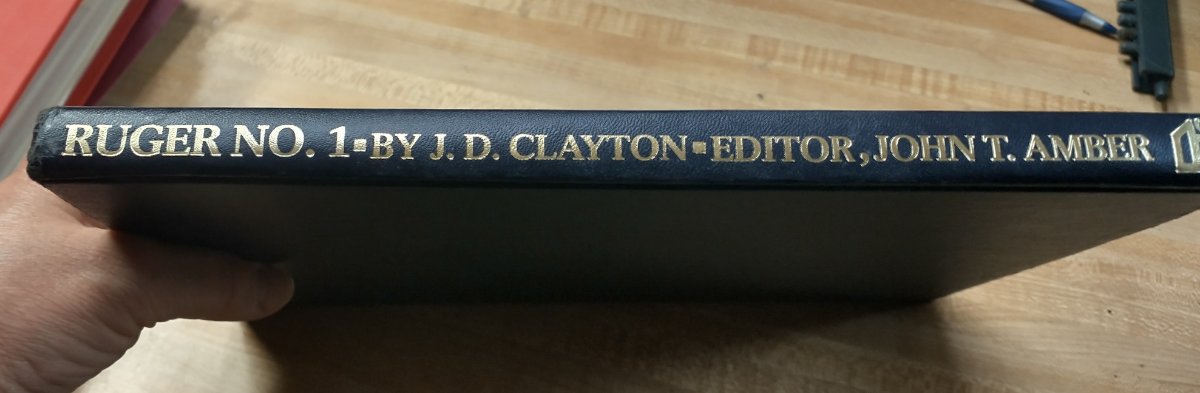 RUGER NO. 1▪BY J. D. CLAYTON▪EDITOR, JOHN T. AMBER